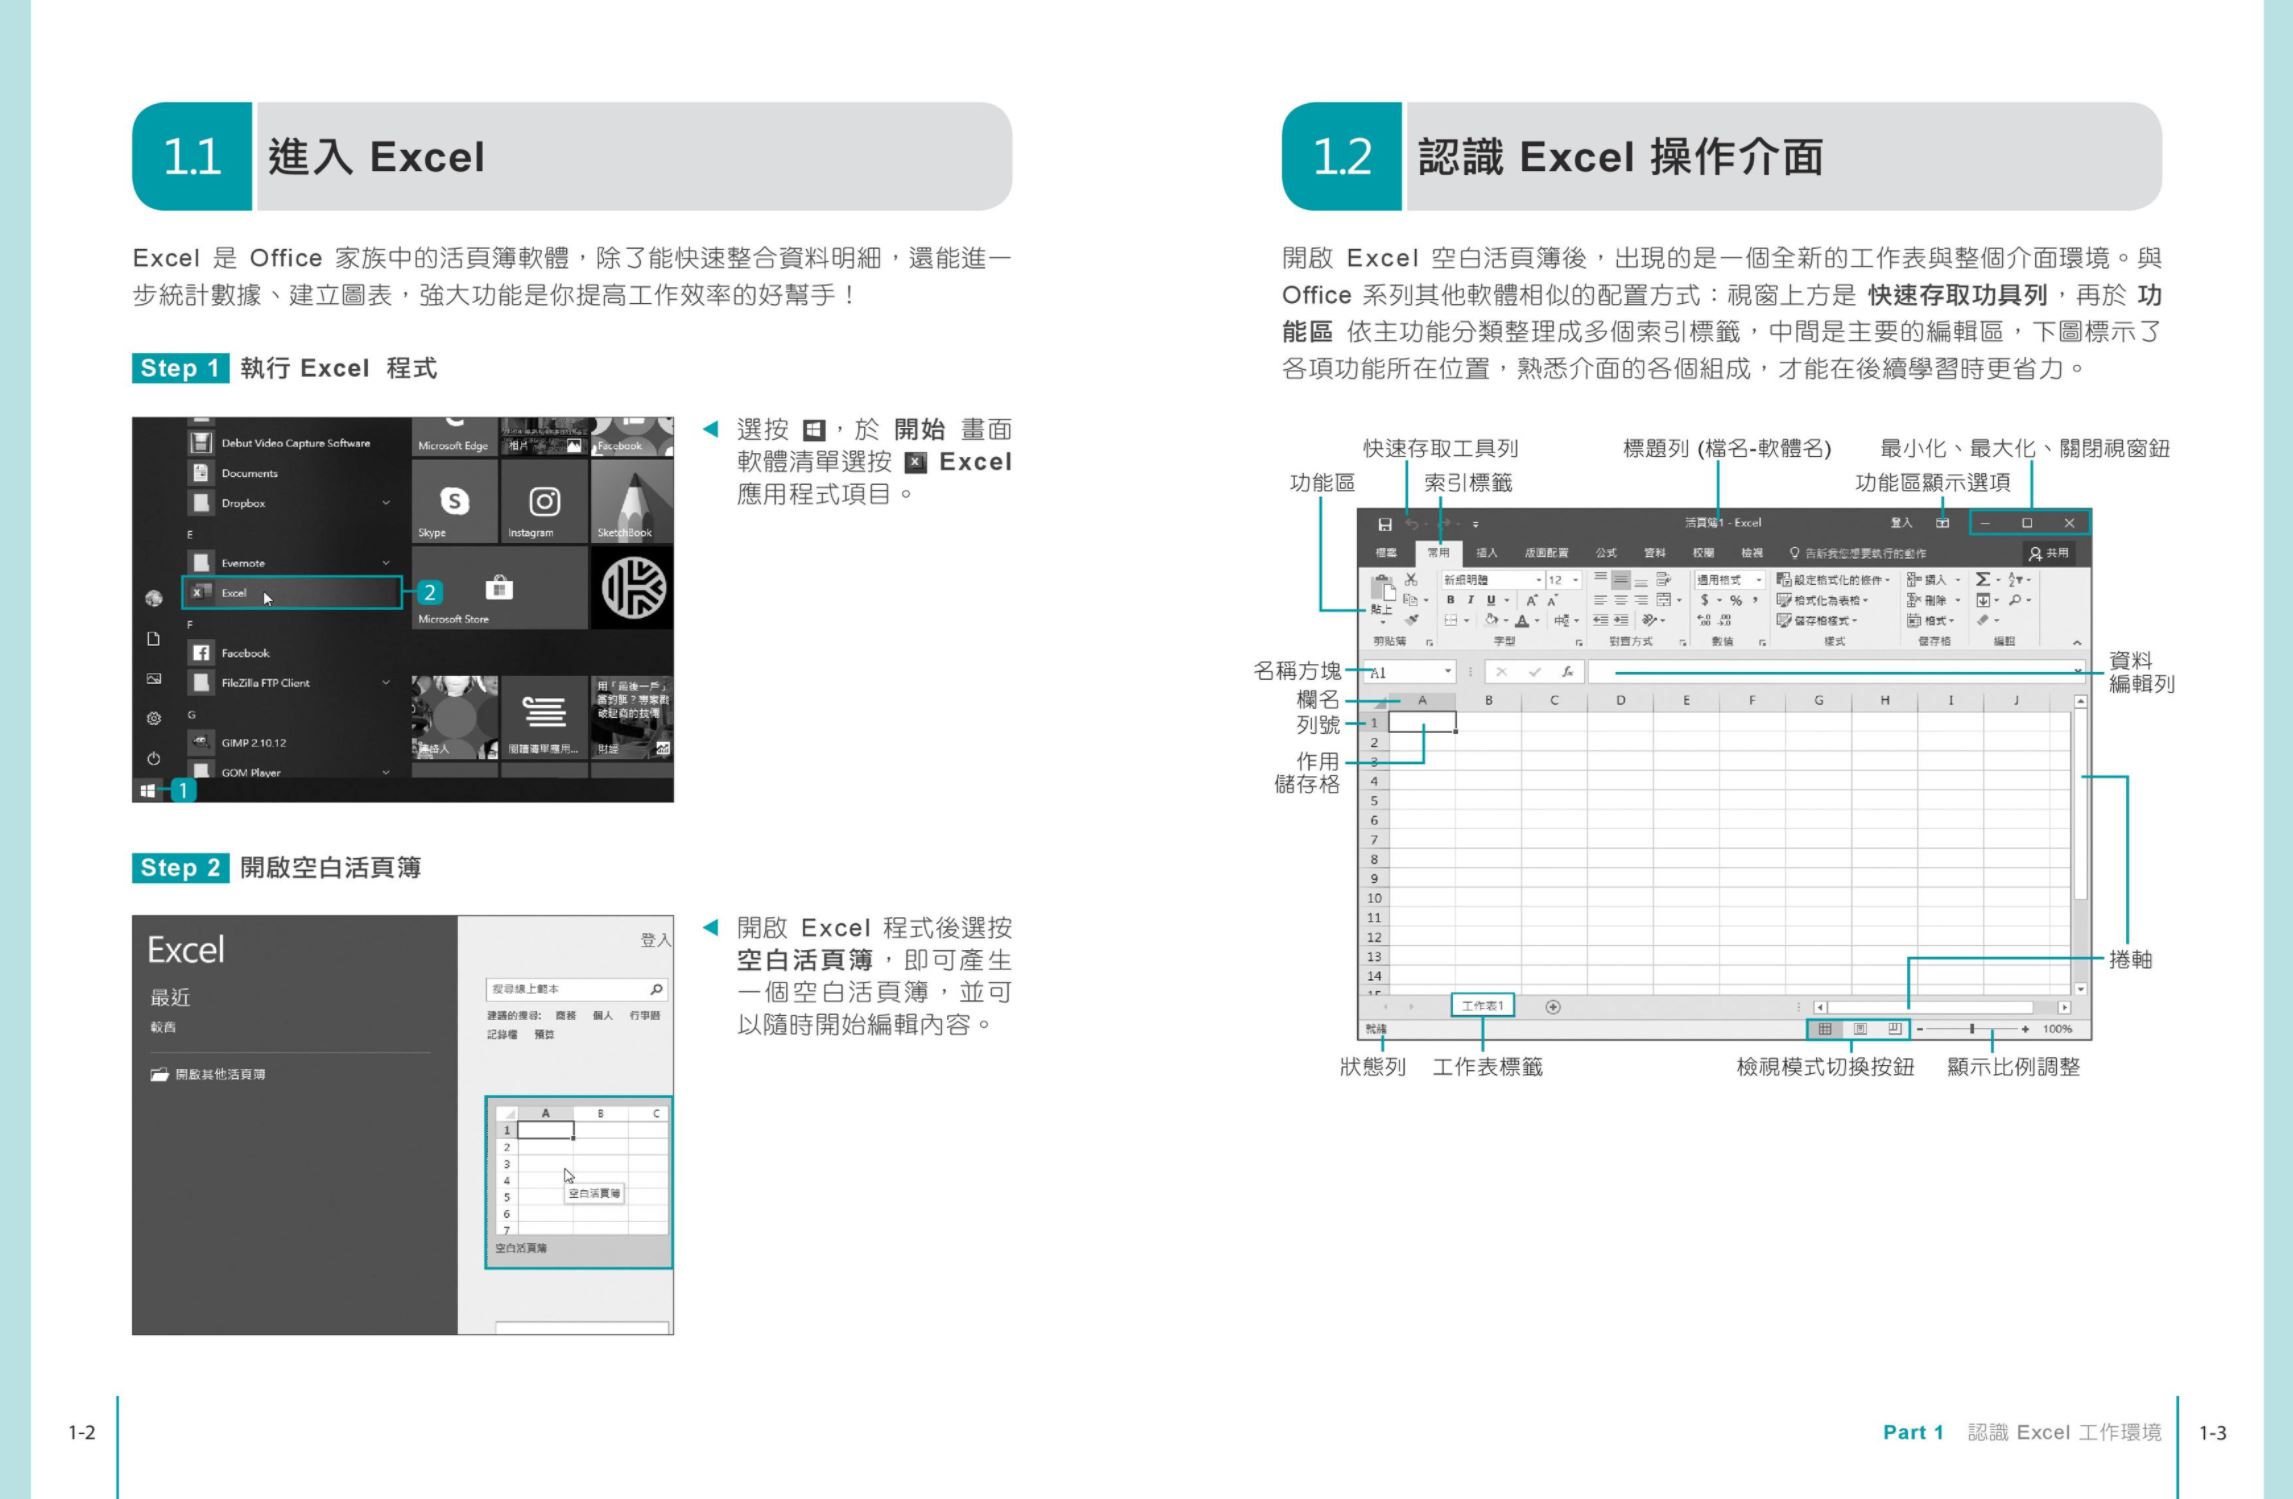 1.1 進入 Excel
Excel 是 Office 家族中的活頁簿軟體，除了能快速整合資料明細，還能進一
步統計數據、建立圖表，強大功能是你提高工作效率的好幫手！
Step 1 執行 Excel 程式
Debut Video Capture Software
Documents
Dropbox
E
Evernote
Excel
2
F
Facebook
FileZilla FTP Client
G
GIMP 2.10.12
GOM Player
1
Microsoft Edge
相片
Facebook
Skype
Instagram
SketchBook
Microsoft Store
用「最後一戶」
財經
選按 ，於 開始 畫面
軟體清單選按 Excel
應用程式項目。
Step 2 開啟空白活頁簿
Excel
最近
較舊
開啟其他活頁簿
登入
搜尋線上範本
建議的搜尋: 商務 個人 行事曆
記錄檔 預算
A B C
1
2
3
4
5
6
7
空白活頁簿
空白活頁簿
開啟 Excel 程式後選按
空白活頁簿，即可產生
一個空白活頁簿，並可
以隨時開始編輯內容。
1-2
1.2 認識 Excel 操作介面
開啟 Excel 空白活頁簿後，出現的是一個全新的工作表與整個介面環境。與
Office 系列其他軟體相似的配置方式：視窗上方是 快速存取功具列，再於 功
能區 依主功能分類整理成多個索引標籤，中間是主要的編輯區，下圖標示了
各項功能所在位置，熟悉介面的各個組成，才能在後續學習時更省力。
快速存取工具列 標題列 (檔名-軟體名) 最小化、最大化、關閉視窗鈕
功能區 索引標籤 功能區顯示選項
活頁簿1 - Excel 登入
檔案 常用 插入 版面配置 公式 資料 校閱 檢視 告訴我您想要執行的動作 共用
貼上 新細明體 12 通用格式 設定格式化的條件 插入
B I U A A $ % , 格式化為表格 刪除
A 中 儲存格樣式 格式
剪貼簿 字型 對齊方式 數值 樣式 儲存格 編輯
名稱方塊 A1 fx 資料
編輯列
欄名 A B C D E F G H I J
列號 1
2
作用 3
儲存格 4
5
6
7
8
9
10
11
12
13 捲軸
14
15
工作表1
就緒 100%
狀態列 工作表標籤 檢視模式切換按鈕 顯示比例調整
Part 1 認識 Excel 工作環境 1-3